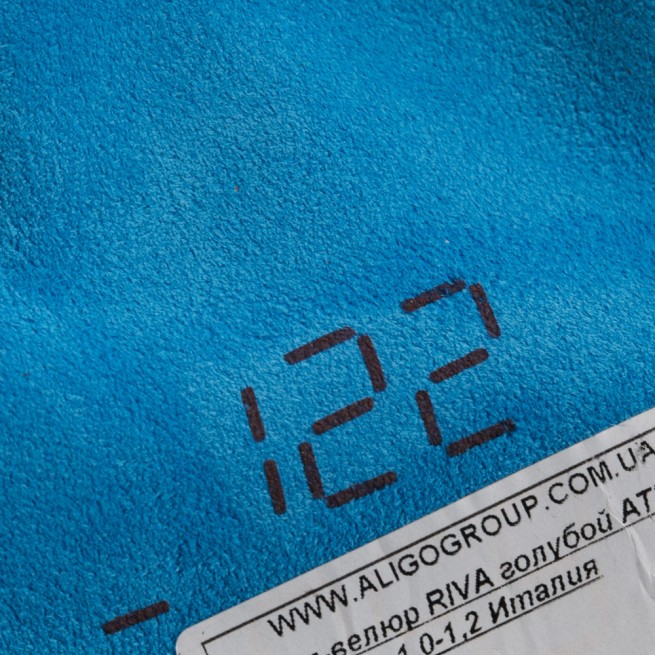 122
WWW.ALIGOGROUP.COM.UA
велюр RIVA голубой
1,0-1,2 Италия